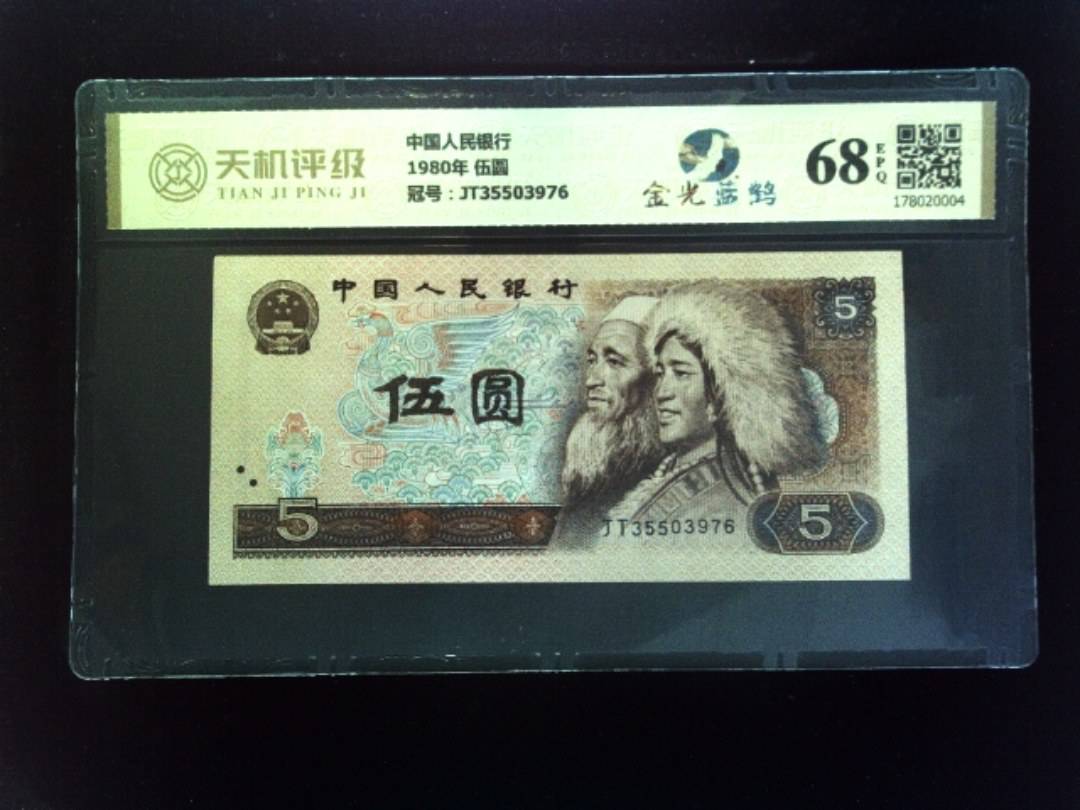 天机评级
TIAN JI PING JI
中国人民银行
1980年 伍圆
冠号：JT35503976
金光蓝鹤
68
EPQ
178020004
中国人民银行
5
伍圆
5
JT35503976
5